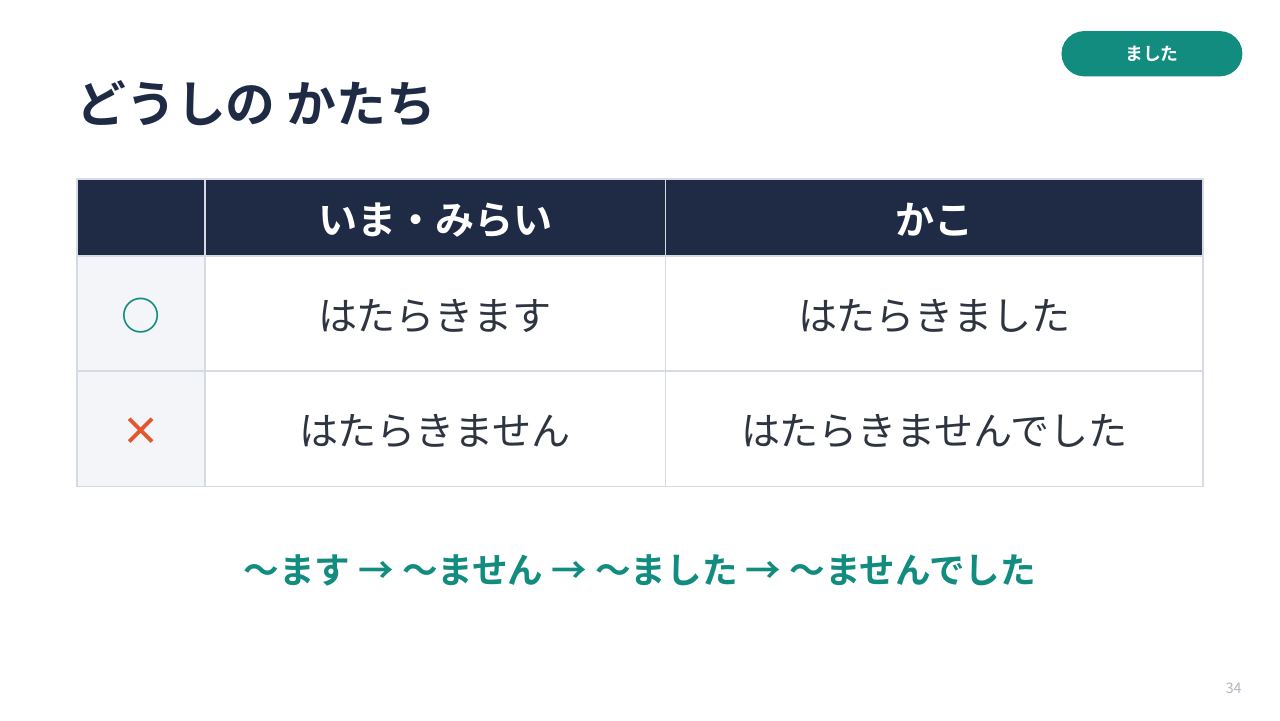 ました
どうしの かたち
いま・みらい かこ
○ はたらきます はたらきました
✕ はたらきません はたらきませんでした
～ます → ～ません → ～ました → ～ませんでした
34